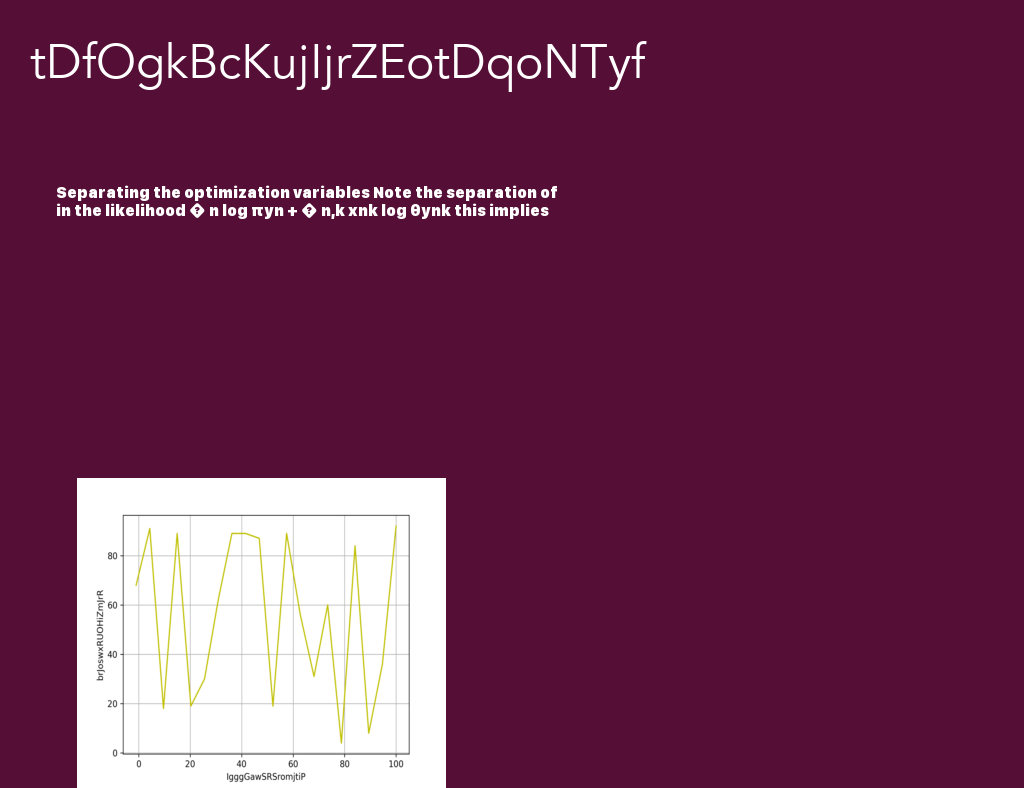 tDfOgkBcKujIjrZEotDqoNTyf
Separating the optimization variables Note the separation of
in the likelihood � n log πyn + � n,k xnk log θynk this implies
80
60
40
20
0
0 20 40 60 80 100
brJoswxRUOHiZmJrR
IgggGawSRSromjtiP